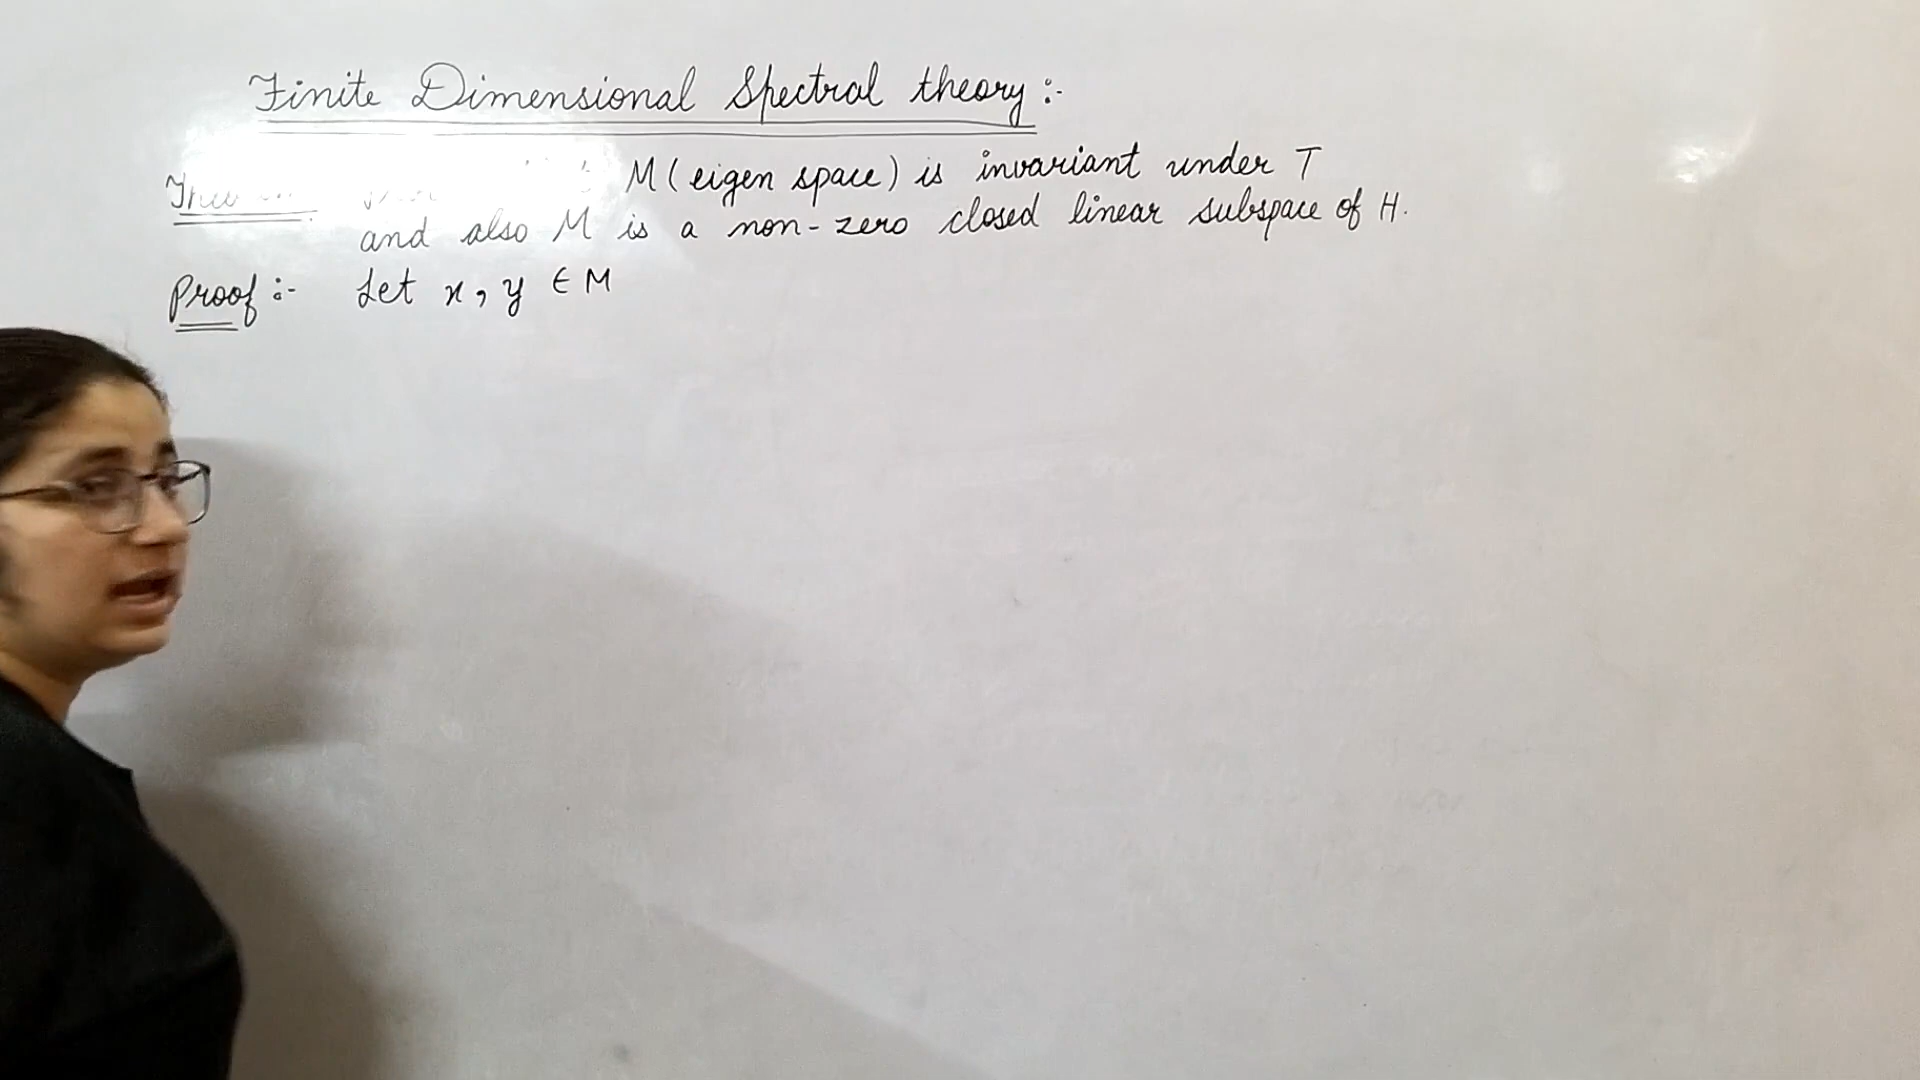 Finite Dimensional Spectral theory :-
M (eigen space) is invariant under T
and also M is a non-zero closed linear subspace of H.
Proof :- Let x, y ∈ M